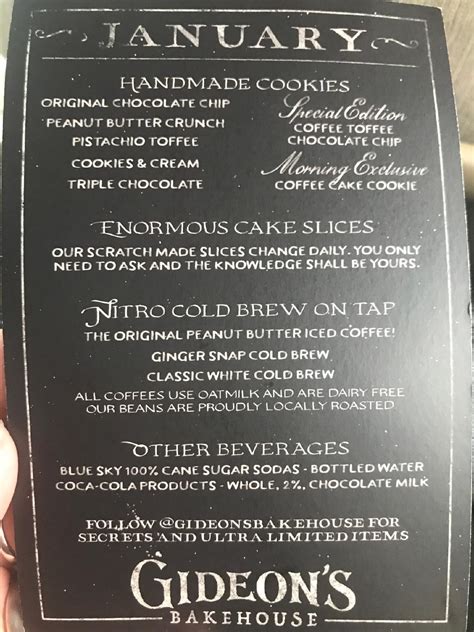 JANUARY
HANDMADE COOKIES
ORIGINAL CHOCOLATE CHIP
PEANUT BUTTER CRUNCH
PISTACHIO TOFFEE
COOKIES & CREAM
TRIPLE CHOCOLATE
Special Edition
COFFEE TOFFEE
CHOCOLATE CHIP
Morning Exclusive
COFFEE CAKE COOKIE
ENORMOUS CAKE SLICES
OUR SCRATCH MADE SLICES CHANGE DAILY. YOU ONLY
NEED TO ASK AND THE KNOWLEDGE SHALL BE YOURS.
NITRO COLD BREW ON TAP
THE ORIGINAL PEANUT BUTTER ICED COFFEE!
GINGER SNAP COLD BREW
CLASSIC WHITE COLD BREW
ALL COFFEES USE OATMILK AND ARE DAIRY FREE
OUR BEANS ARE PROUDLY LOCALLY ROASTED
OTHER BEVERAGES
BLUE SKY 100% CANE SUGAR SODAS - BOTTLED WATER
COCA-COLA PRODUCTS - WHOLE, 2%, CHOCOLATE MILK
FOLLOW @GIDEONSBAKEHOUSE FOR
SECRETS AND ULTRA LIMITED ITEMS
GIDEON'S
BAKEHOUSE